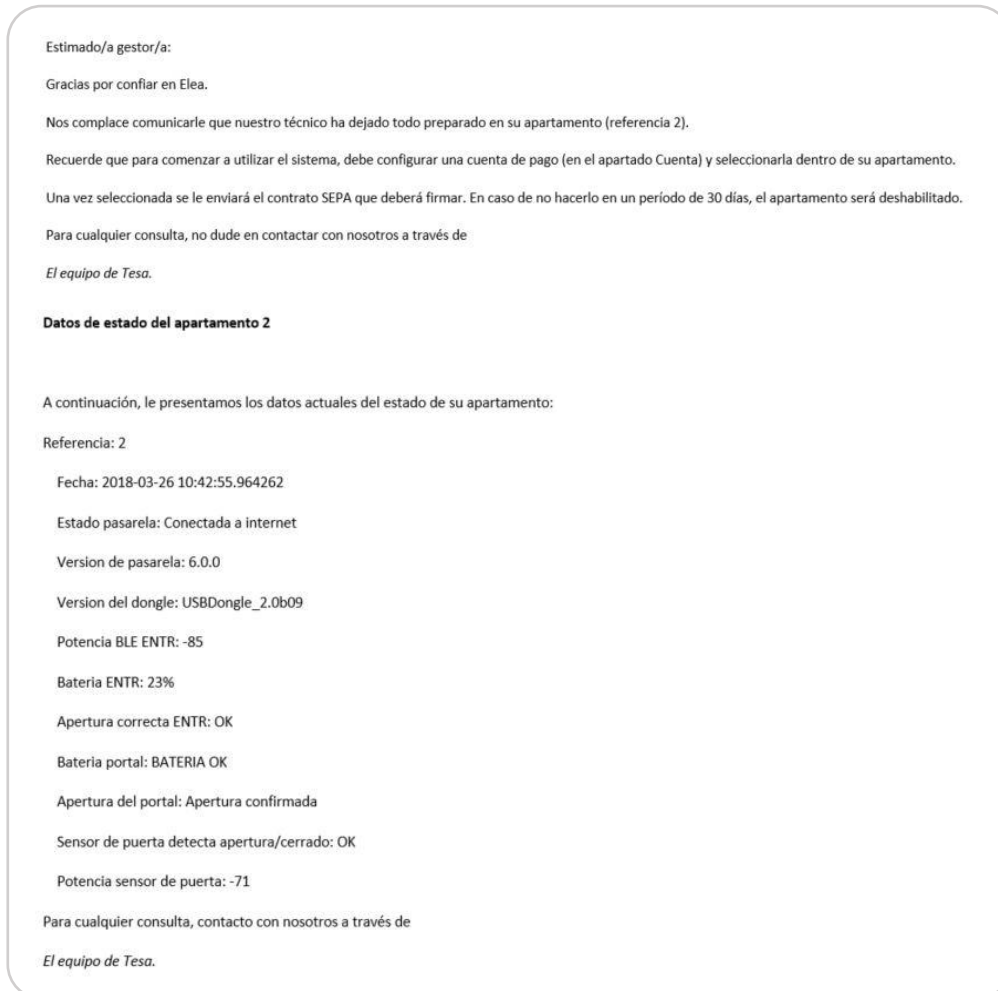 Estimado/a gestor/a:
Gracias por confiar en Elea.
Nos complace comunicarle que nuestro técnico ha dejado todo preparado en su apartamento (referencia 2).
Recuerde que para comenzar a utilizar el sistema, debe configurar una cuenta de pago (en el apartado Cuenta) y seleccionarla dentro de su apartamento.
Una vez seleccionada se le enviará el contrato SEPA que deberá firmar. En caso de no hacerlo en un período de 30 días, el apartamento será deshabilitado.
Para cualquier consulta, no dude en contactar con nosotros a través de
El equipo de Tesa.
Datos de estado del apartamento 2
A continuación, le presentamos los datos actuales del estado de su apartamento:
Referencia: 2
Fecha: 2018-03-26 10:42:55.964262
Estado pasarela: Conectada a internet
Version de pasarela: 6.0.0
Version del dongle: USBDongle_2.0b09
Potencia BLE ENTR: -85
Bateria ENTR: 23%
Apertura correcta ENTR: OK
Bateria portal: BATERIA OK
Apertura del portal: Apertura confirmada
Sensor de puerta detecta apertura/cerrado: OK
Potencia sensor de puerta: -71
Para cualquier consulta, contacto con nosotros a través de
El equipo de Tesa.